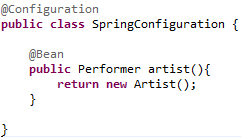 @Configuration
public class SpringConfiguration {
@Bean
public Performer artist(){
return new Artist();
}
}